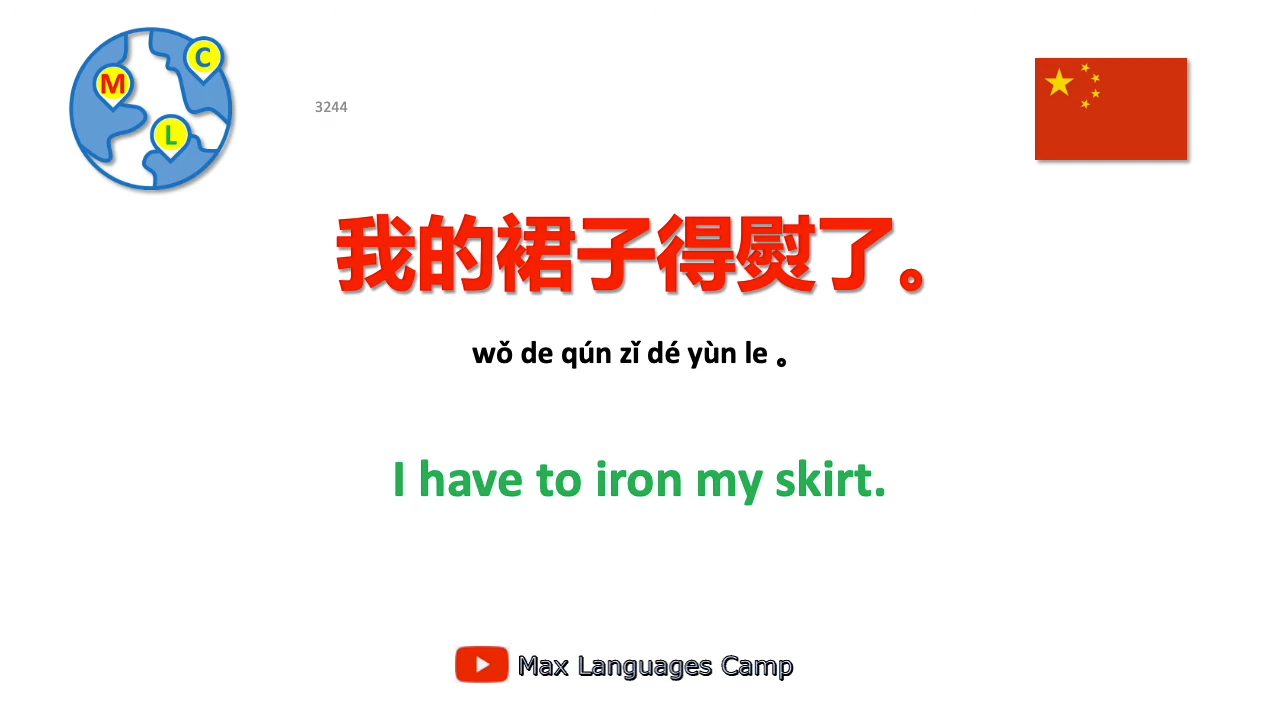 M
C
L
3244
我的裙子得熨了。
wǒ de qún zǐ dé yùn le 。
I have to iron my skirt.
Max Languages Camp